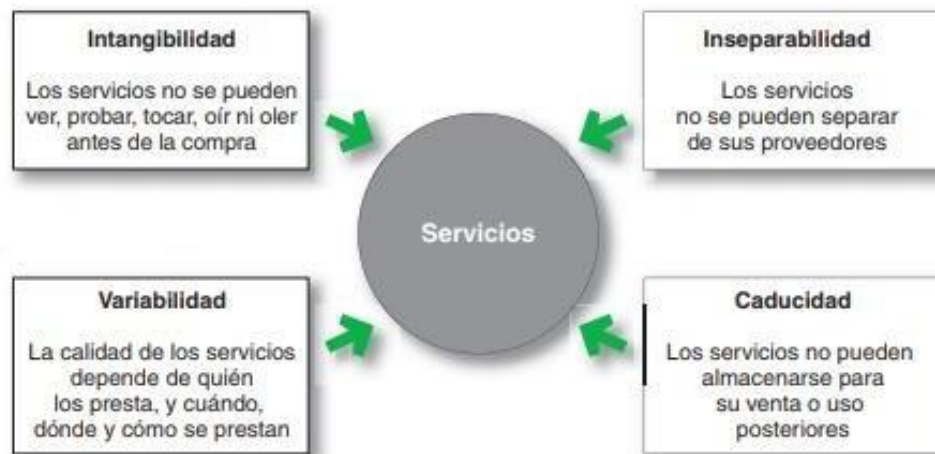 Intangibilidad
Los servicios no se pueden
ver, probar, tocar, oír ni oler
antes de la compra
Inseparabilidad
Los servicios
no se pueden separar
de sus proveedores
Servicios
Variabilidad
La calidad de los servicios
depende de quién
los presta, y cuándo,
dónde y cómo se prestan
Caducidad
Los servicios no pueden
almacenarse para
su venta o uso
posteriores